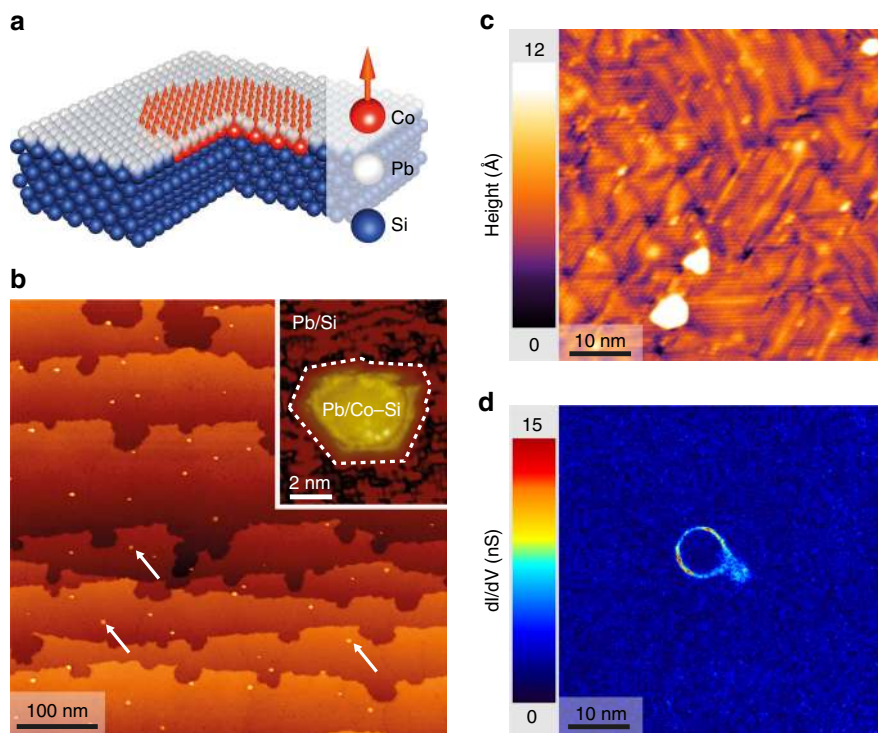 a
Co
Pb
Si
b
Pb/Si
Pb/Co–Si
2 nm
100 nm
c
12
Height (Å)
0
10 nm
d
15
dI/dV (nS)
0
10 nm